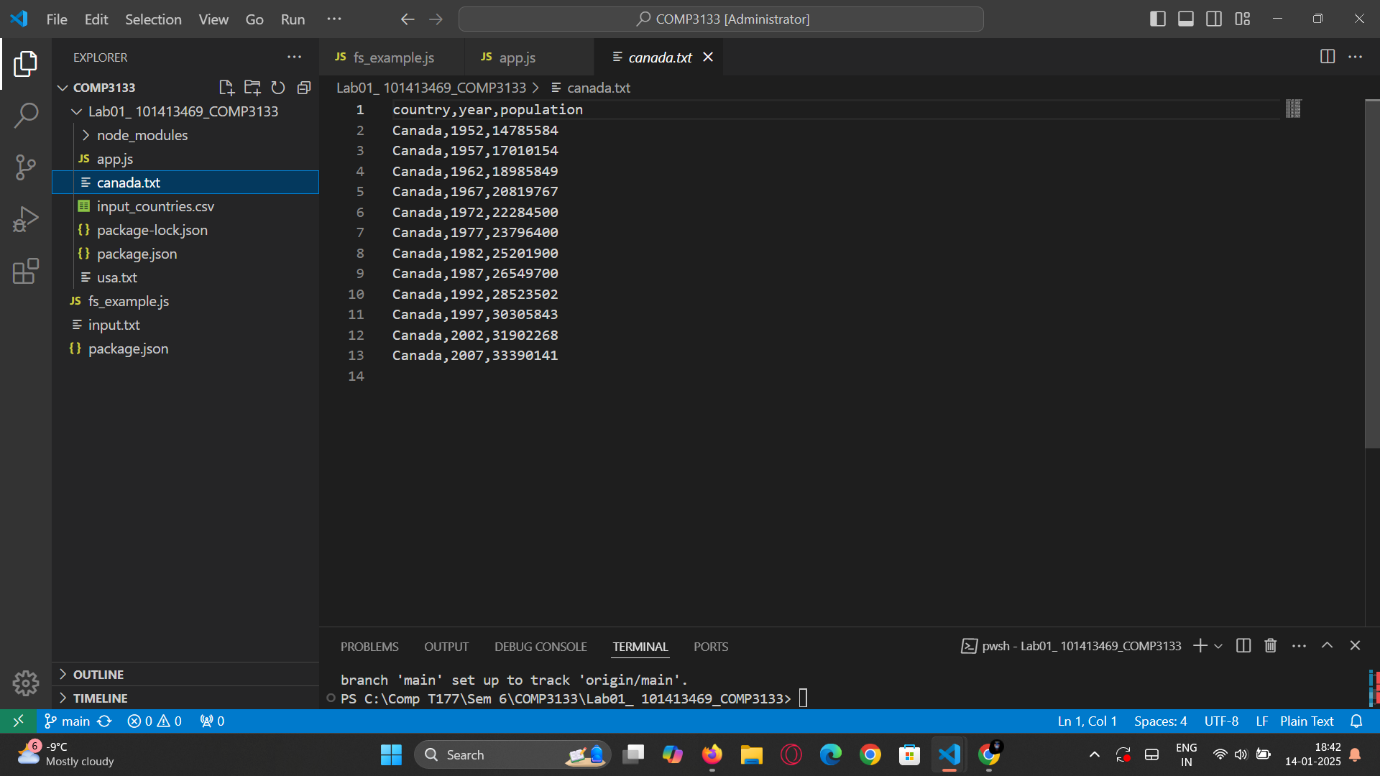 File Edit Selection View Go Run ··· COMP3133 [Administrator]
EXPLORER ···
JS fs_example.js JS app.js canada.txt
COMP3133
Lab01_ 101413469_COMP3133
node_modules
JS app.js
canada.txt
input_countries.csv
{} package-lock.json
{} package.json
usa.txt
JS fs_example.js
input.txt
{} package.json
OUTLINE
TIMELINE
Lab01_ 101413469_COMP3133 > canada.txt
1 country,year,population
2 Canada,1952,14785584
3 Canada,1957,17010154
4 Canada,1962,18985849
5 Canada,1967,20819767
6 Canada,1972,22284500
7 Canada,1977,23796400
8 Canada,1982,25201900
9 Canada,1987,26549700
10 Canada,1992,28523502
11 Canada,1997,30305843
12 Canada,2002,31902268
13 Canada,2007,33390141
14
PROBLEMS OUTPUT DEBUG CONSOLE TERMINAL PORTS pwsh - Lab01_ 101413469_COMP3133
branch 'main' set up to track 'origin/main'.
PS C:\Comp T177\Sem 6\COMP3133\Lab01_ 101413469_COMP3133>
main 0 0 0 Ln 1, Col 1 Spaces: 4 UTF-8 LF Plain Text
6 -9°C
Mostly cloudy
Search
ENG
IN
18:42
14-01-2025